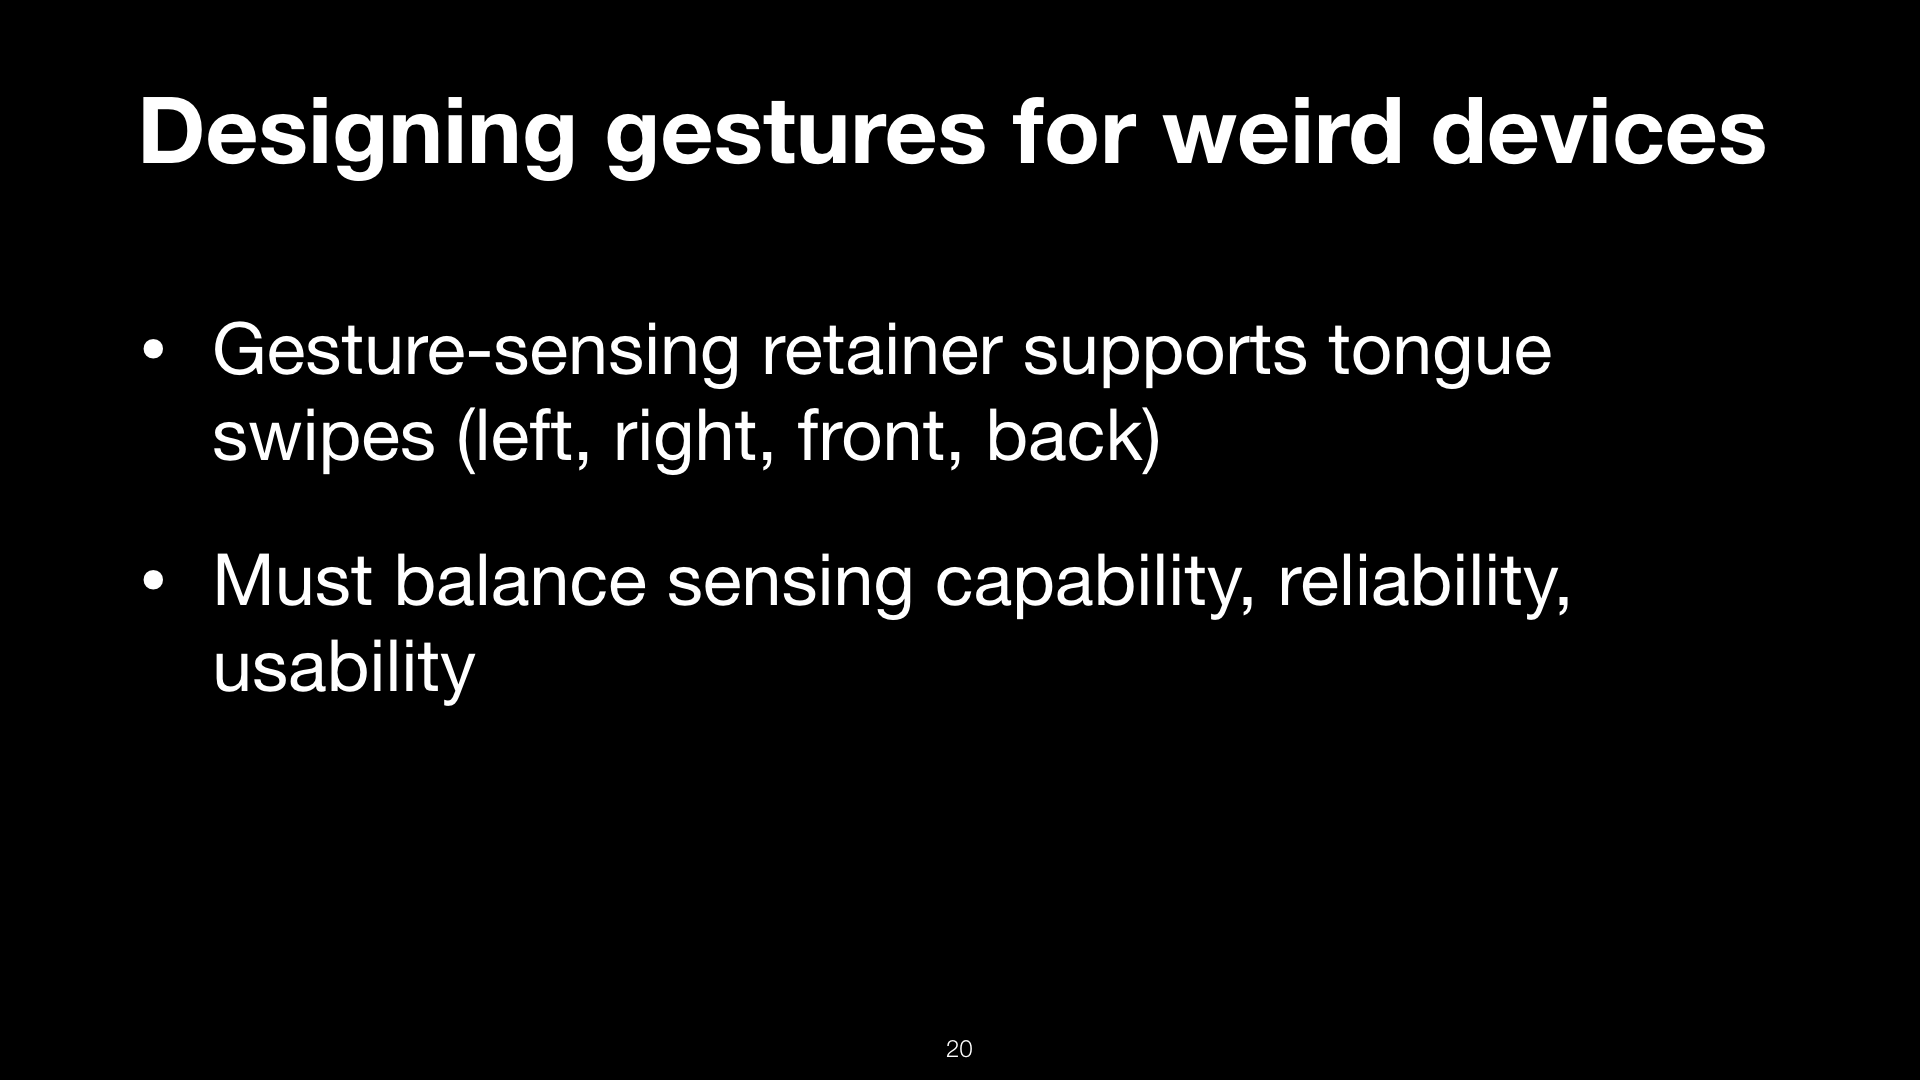 Designing gestures for weird devices
• Gesture-sensing retainer supports tongue
swipes (left, right, front, back)
• Must balance sensing capability, reliability,
usability
20